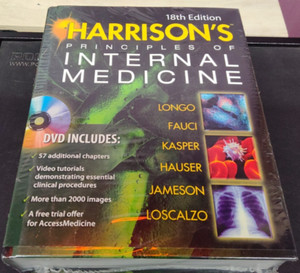 18th Edition
HARRISON'S
PRINCIPLES OF
INTERNAL
MEDICINE
LONGO
FAUCI
KASPER
HAUSER
JAMESON
LOSCALZO
DVD INCLUDES:
57 additional chapters
Video tutorials
demonstrating essential
clinical procedures
More than 2000 images
A free trial offer
for AccessMedicine